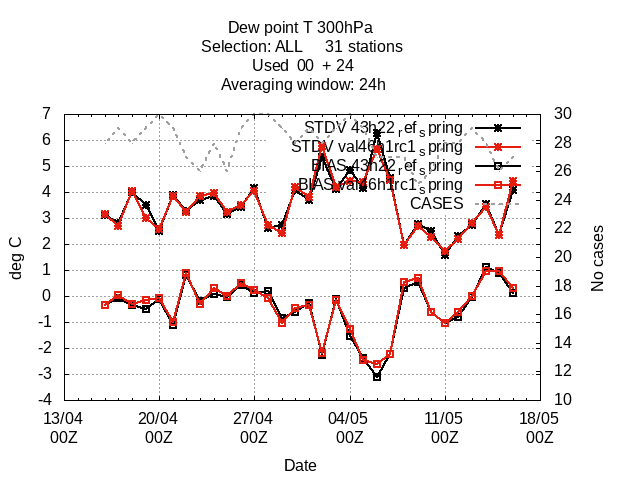 Dew point T 300hPa
Selection: ALL 31 stations
Used 00 + 24
Averaging window: 24h
7 30
STDV 43h22_ref_spring
6 28
STDV val46h1rc1_spring
BIAS 43h22_ref_spring
5 26
BIAS val46h1rc1_spring
4 24
CASES
3 22
2 20
1 18
0 16
-1 14
-2
-3 12
-4 10
deg C
No cases
13/04 20/04 27/04 04/05 11/05 18/05
00Z 00Z 00Z 00Z 00Z 00Z
Date